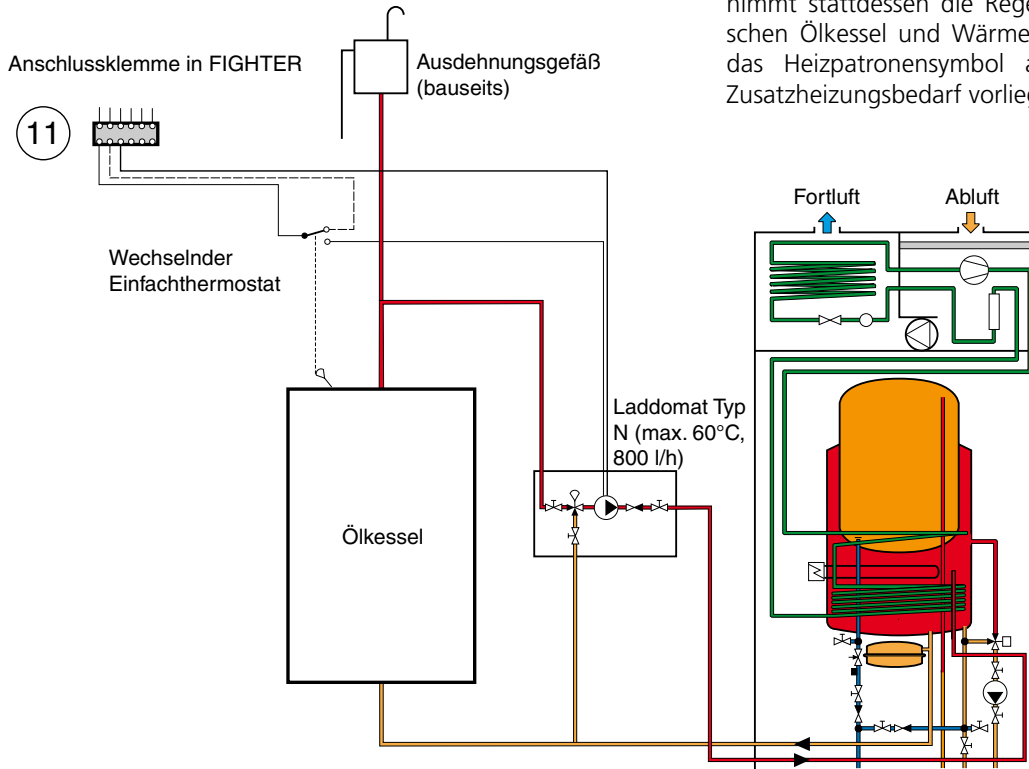 nimmt stattdessen die Rege
schen Ölkessel und Wärme
das Heizpatronensymbol a
Zusatzheizungsbedarf vorlieg
Anschlussklemme in FIGHTER
Ausdehnungsgefäß
(bauseits)
11
Fortluft
Abluft
Wechselnder
Einfachthermostat
Laddomat Typ
N (max. 60°C,
800 l/h)
Ölkessel